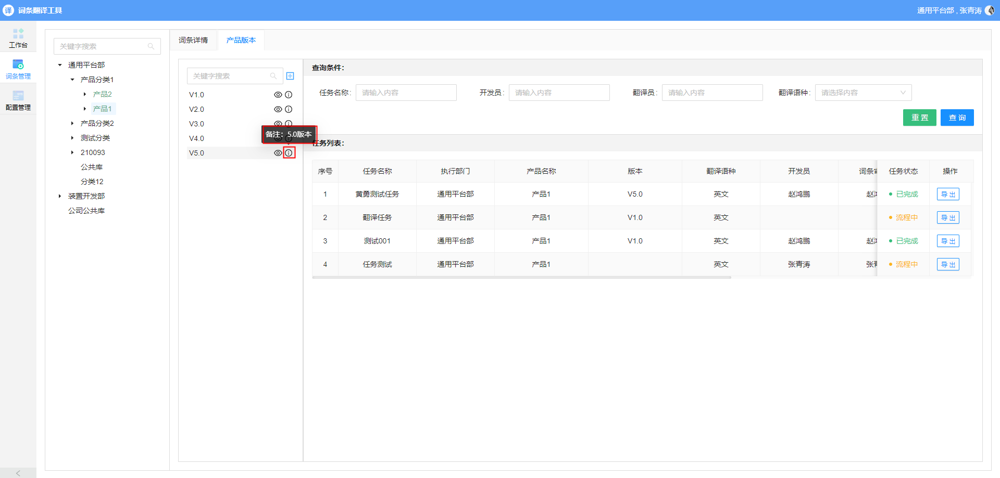 译 词条翻译工具
通用平台部 , 张青涛
工作台
词条管理
配置管理
关键字搜索
通用平台部
产品分类1
产品2
产品1
产品分类2
测试分类
210093
公共库
分类12
装置开发部
公司公共库
词条详情 产品版本
关键字搜索
V1.0
V2.0
V3.0
V4.0
V5.0
备注：5.0版本
查询条件：
任务名称： 请输入内容 开发员： 请输入内容 翻译员： 请输入内容 翻译语种： 请选择内容
重 置 查 询
任务列表：
序号 任务名称 执行部门 产品名称 版本 翻译语种 开发员 词条 任务状态 操作
1 黄勇测试任务 通用平台部 产品1 V5.0 英文 赵鸿鹏 赵 已完成 导 出
2 翻译任务 通用平台部 产品1 V1.0 英文 流程中 导 出
3 测试001 通用平台部 产品1 V1.0 英文 赵鸿鹏 赵 已完成 导 出
4 任务测试 通用平台部 产品1 英文 张青涛 张 流程中 导 出